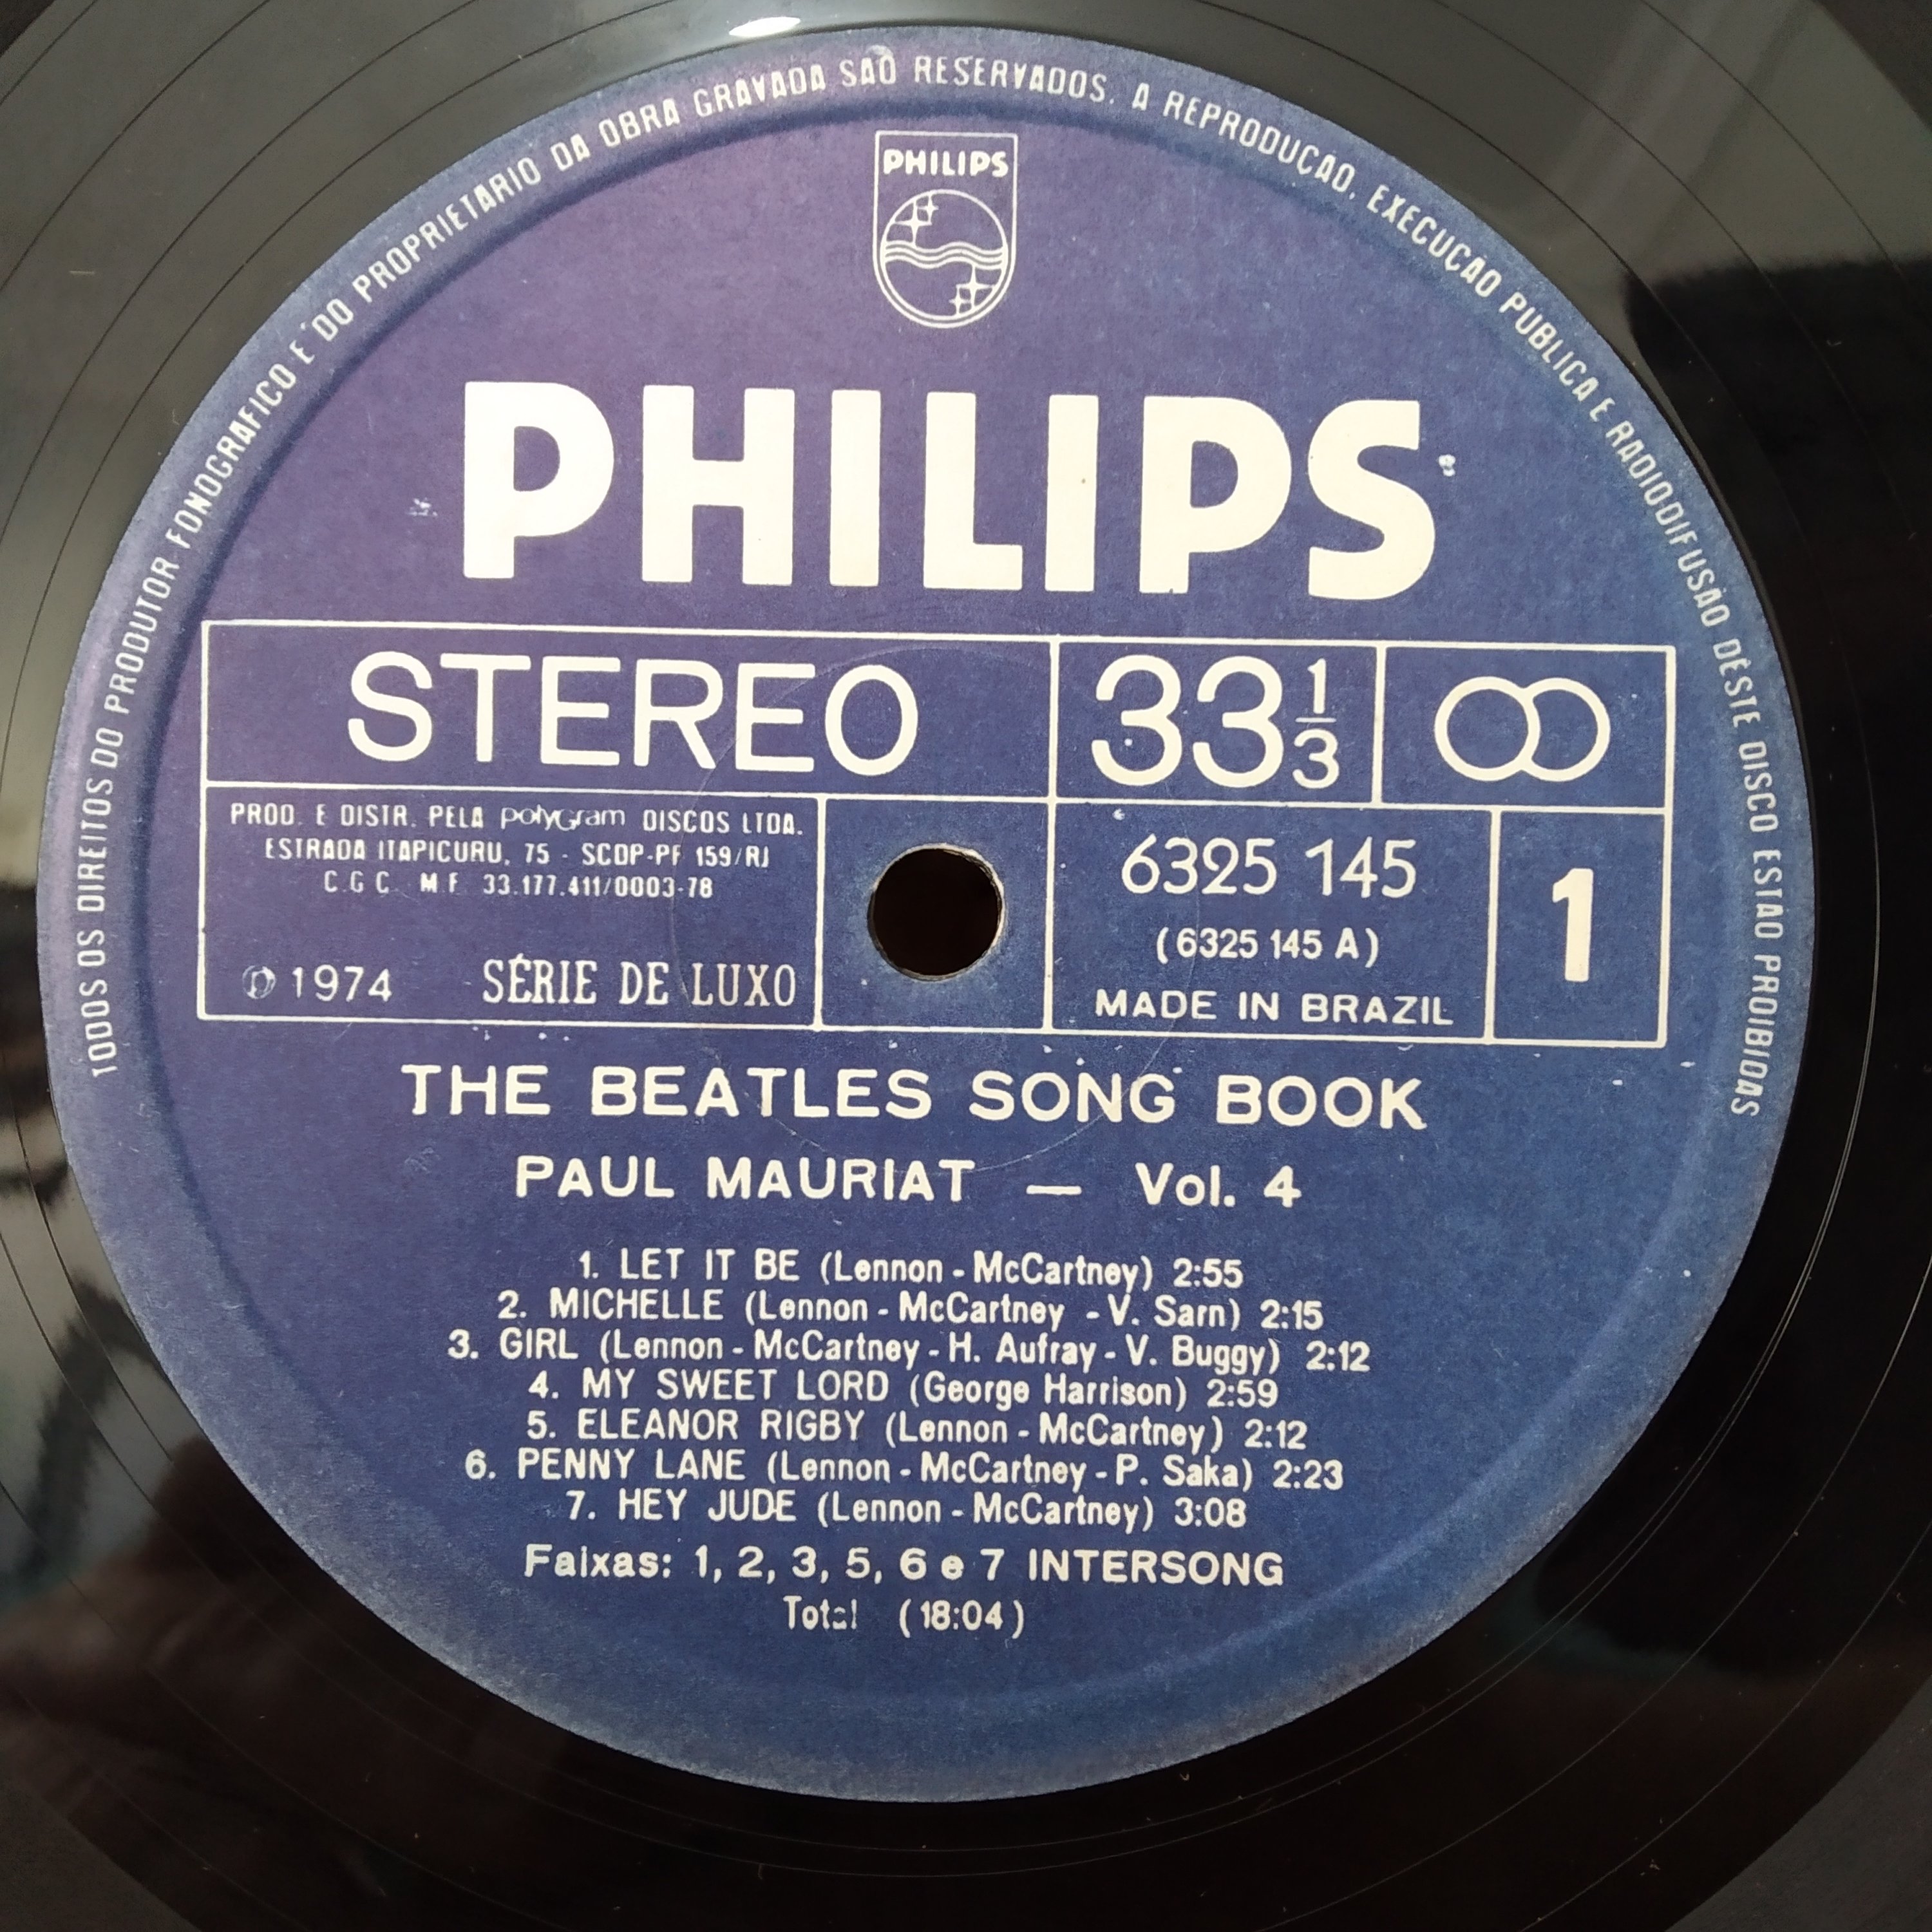 TODOS OS DIREITOS DO PRODUTOR FONOGRAFICO E DO PROPRIETARIO DA OBRA GRAVADA SAO RESERVADOS. A REPRODUCAO, EXECUCAO PUBLICA E RADIODIFUSAO DESTE DISCO ESTAO PROIBIDAS
PHILIPS
PHILIPS
STEREO
33 1/3
PROD. E DISTR. PELA polyGram DISCOS LTDA.
ESTRADA ITAPICURU, 75 - SCDP-PF 159/RJ
C.G.C. M.F. 33.177.411/0003-78
℗ 1974 SÉRIE DE LUXO
6325 145
(6325 145 A)
MADE IN BRAZIL
1
THE BEATLES SONG BOOK
PAUL MAURIAT — Vol. 4
1. LET IT BE (Lennon - McCartney) 2:55
2. MICHELLE (Lennon - McCartney - V. Sarn) 2:15
3. GIRL (Lennon - McCartney - H. Aufray - V. Buggy) 2:12
4. MY SWEET LORD (George Harrison) 2:59
5. ELEANOR RIGBY (Lennon - McCartney) 2:12
6. PENNY LANE (Lennon - McCartney - P. Saka) 2:23
7. HEY JUDE (Lennon - McCartney) 3:08
Faixas: 1, 2, 3, 5, 6 e 7 INTERSONG
Total (18:04)